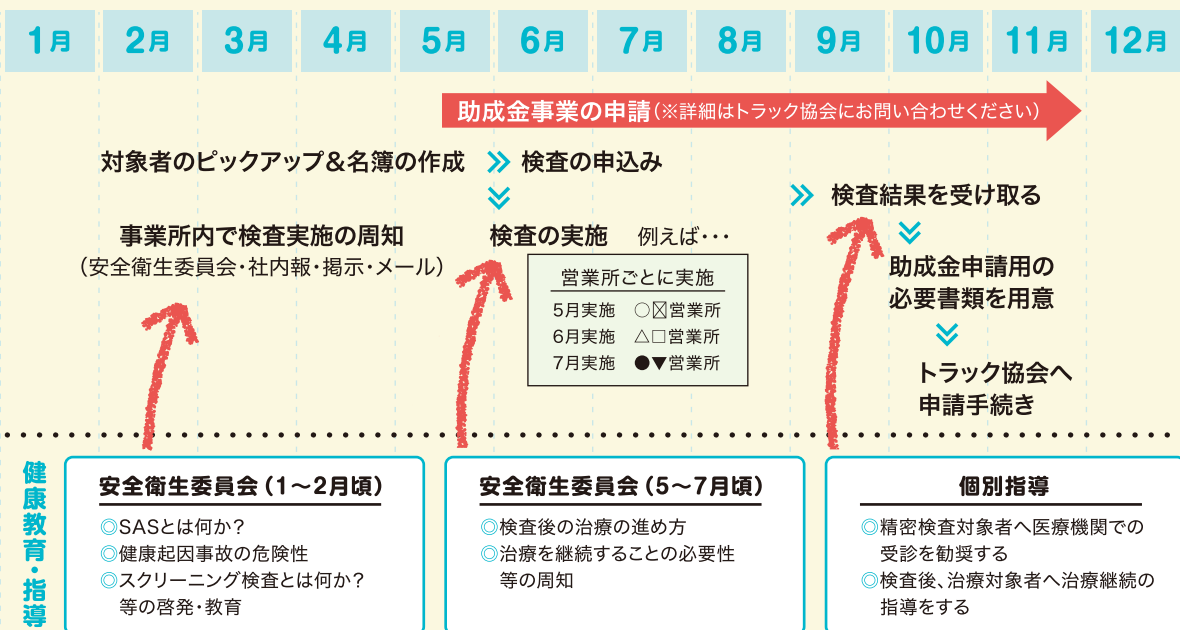 1月 2月 3月 4月 5月 6月 7月 8月 9月 10月 11月 12月
助成金事業の申請(※詳細はトラック協会にお問い合わせください)
対象者のピックアップ&名簿の作成
検査の申込み
検査結果を受け取る
事業所内で検査実施の周知
(安全衛生委員会・社内報・掲示・メール)
検査の実施 例えば・・・
営業所ごとに実施
5月実施 ○☒営業所
6月実施 △□営業所
7月実施 ●▼営業所
助成金申請用の
必要書類を用意
トラック協会へ
申請手続き
健康教育・指導
安全衛生委員会(1~2月頃)
◎SASとは何か?
◎健康起因事故の危険性
◎スクリーニング検査とは何か?
等の啓発・教育
安全衛生委員会(5~7月頃)
◎検査後の治療の進め方
◎治療を継続することの必要性
等の周知
個別指導
◎精密検査対象者へ医療機関での
受診を勧奨する
◎検査後、治療対象者へ治療継続の
指導をする